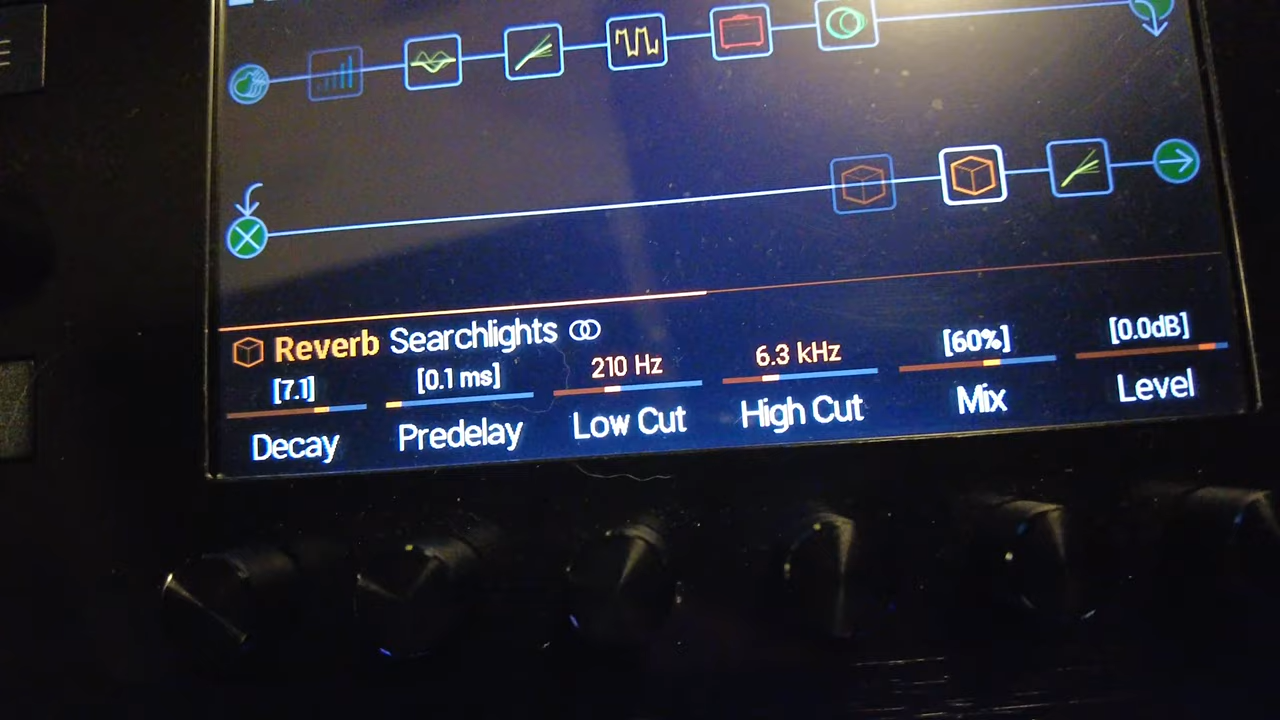 Reverb Searchlights
[7.1] [0.1 ms] 210 Hz 6.3 kHz [60%] [0.0dB]
Decay Predelay Low Cut High Cut Mix Level